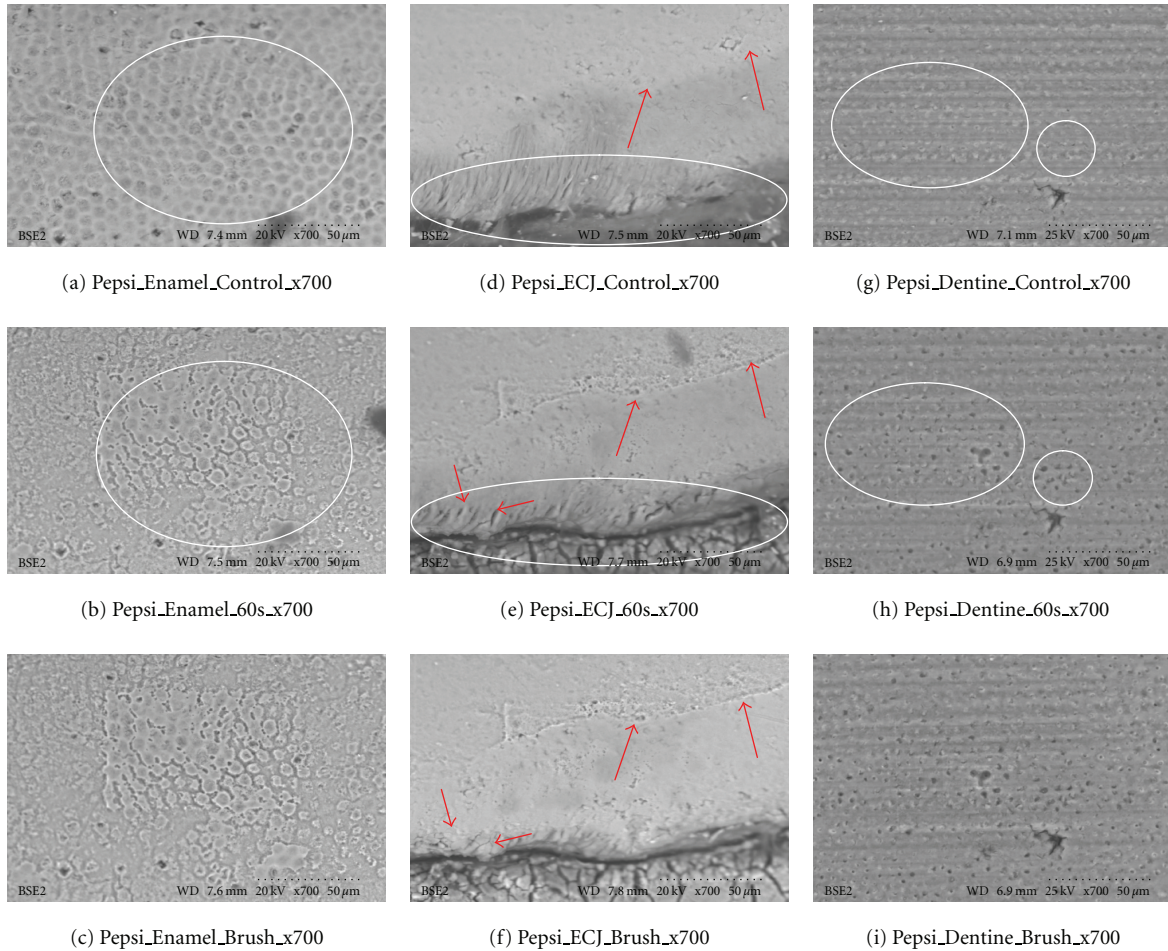 BSE2 WD 7.4 mm 20 kV x700 50 µm
BSE2 WD 7.5 mm 20 kV x700 50 µm
BSE2 WD 7.1 mm 25 kV x700 50 µm
(a) Pepsi_Enamel_Control_x700
(d) Pepsi_ECJ_Control_x700
(g) Pepsi_Dentine_Control_x700
BSE2 WD 7.5 mm 20 kV x700 50 µm
BSE2 WD 7.7 mm 20 kV x700 50 µm
BSE2 WD 6.9 mm 25 kV x700 50 µm
(b) Pepsi_Enamel_60s_x700
(e) Pepsi_ECJ_60s_x700
(h) Pepsi_Dentine_60s_x700
BSE2 WD 7.6 mm 20 kV x700 50 µm
BSE2 WD 7.8 mm 20 kV x700 50 µm
BSE2 WD 6.9 mm 25 kV x700 50 µm
(c) Pepsi_Enamel_Brush_x700
(f) Pepsi_ECJ_Brush_x700
(i) Pepsi_Dentine_Brush_x700